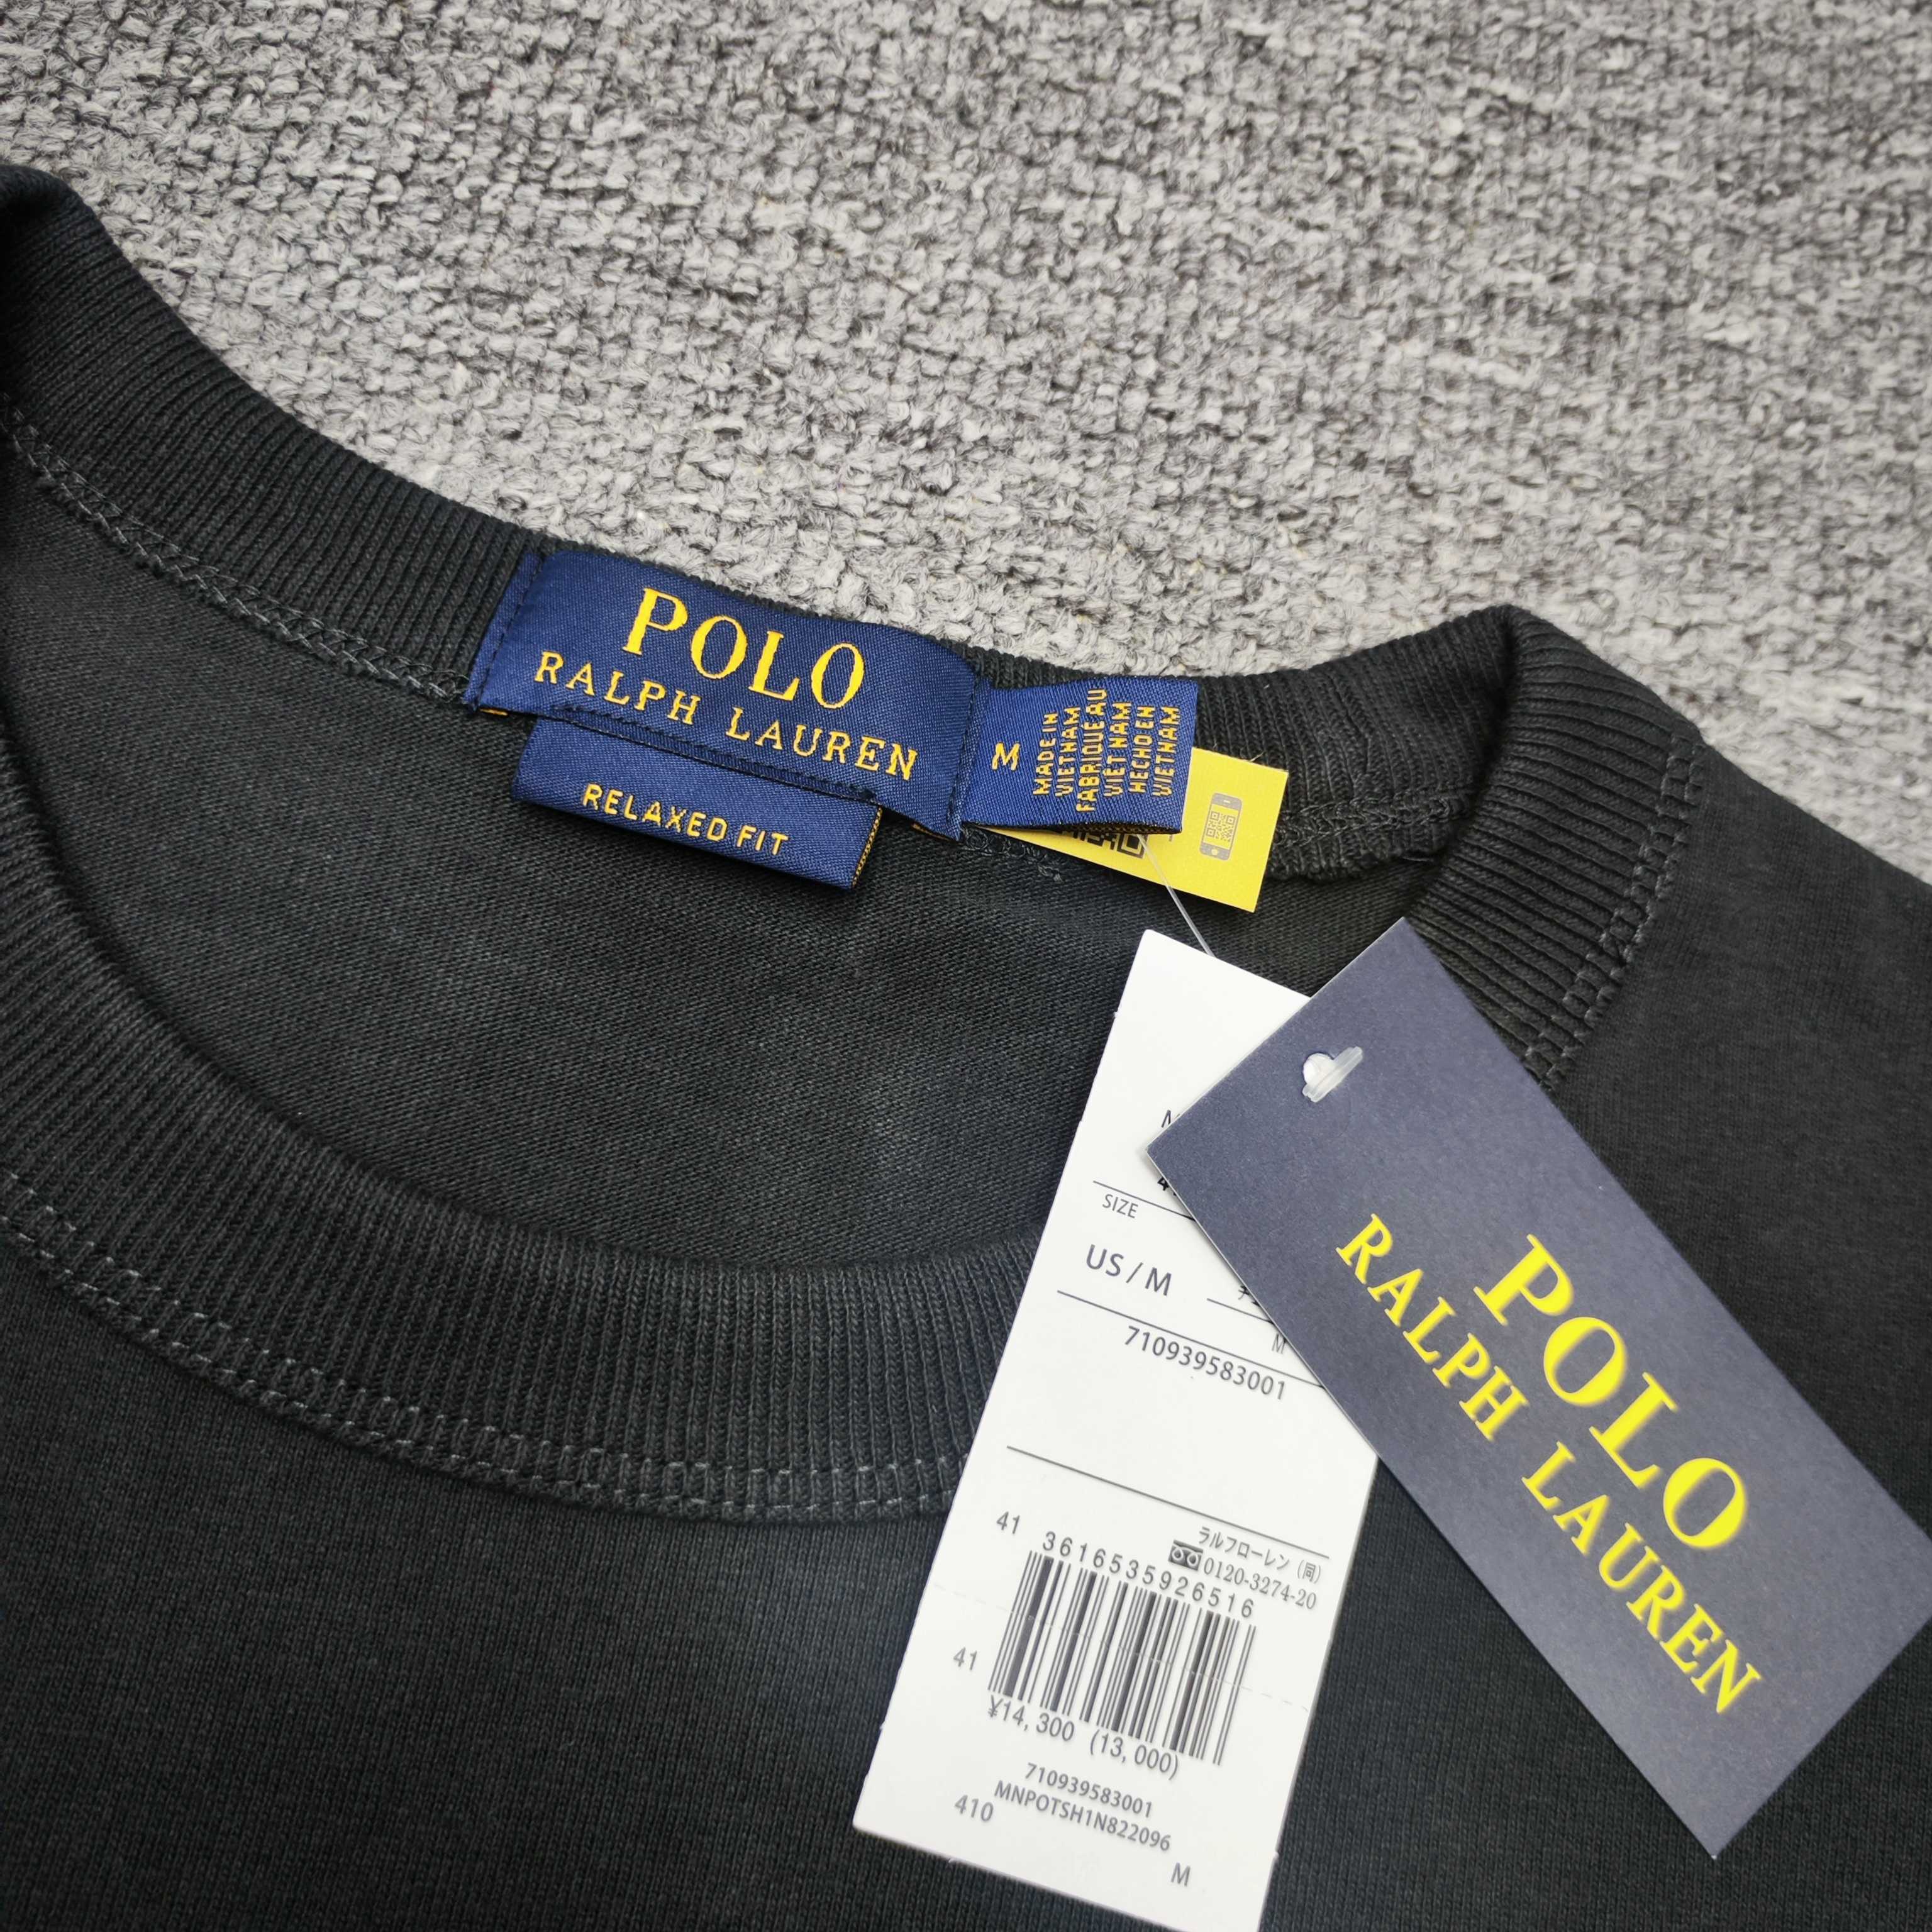 POLO
RALPH LAUREN
RELAXED FIT
M
MADE IN
VIETNAM
FABRIQUÉ AU
VIET NAM
HECHO EN
VIETNAM
SIZE
US / M
M
710939583001
ラルフローレン (同)
0120-3274-20
41
3616535926516
41
¥14,300 (13,000)
710939583001
MNPOTSH1N822096
410
M
POLO
RALPH LAUREN